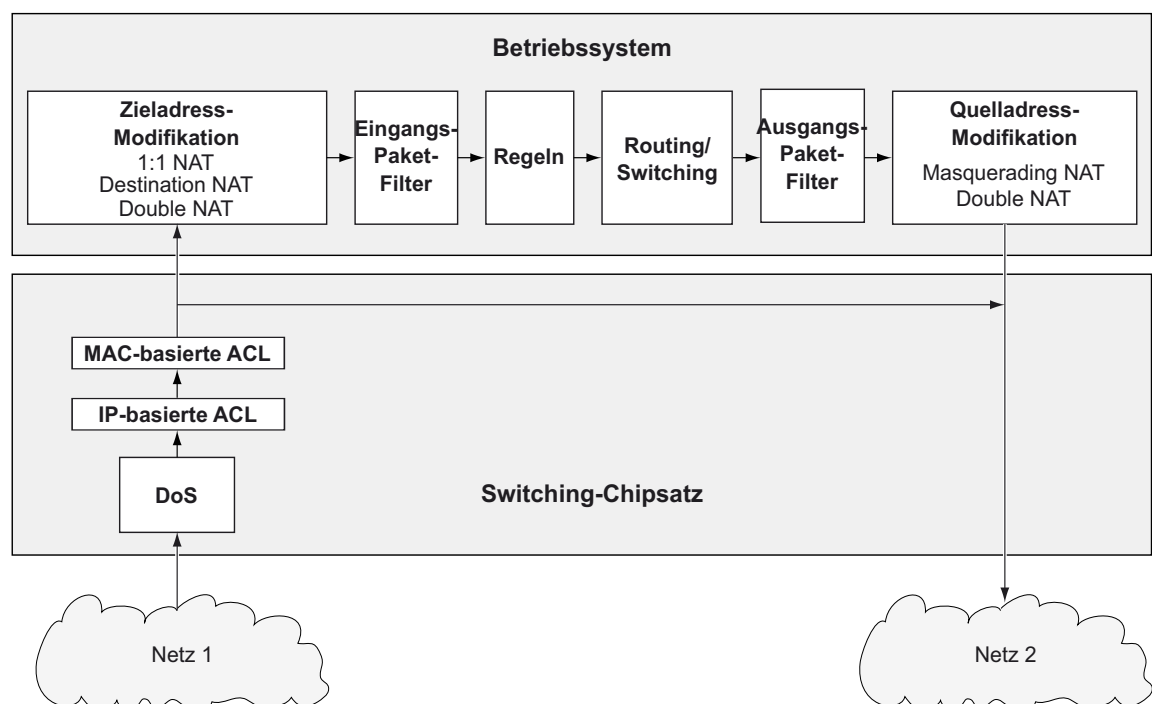 Betriebssystem
Zieladress-
Modifikation
1:1 NAT
Destination NAT
Double NAT
Eingangs-
Paket-
Filter
Regeln
Routing/
Switching
Ausgangs-
Paket-
Filter
Quelladress-
Modifikation
Masquerading NAT
Double NAT
MAC-basierte ACL
IP-basierte ACL
DoS
Switching-Chipsatz
Netz 1
Netz 2